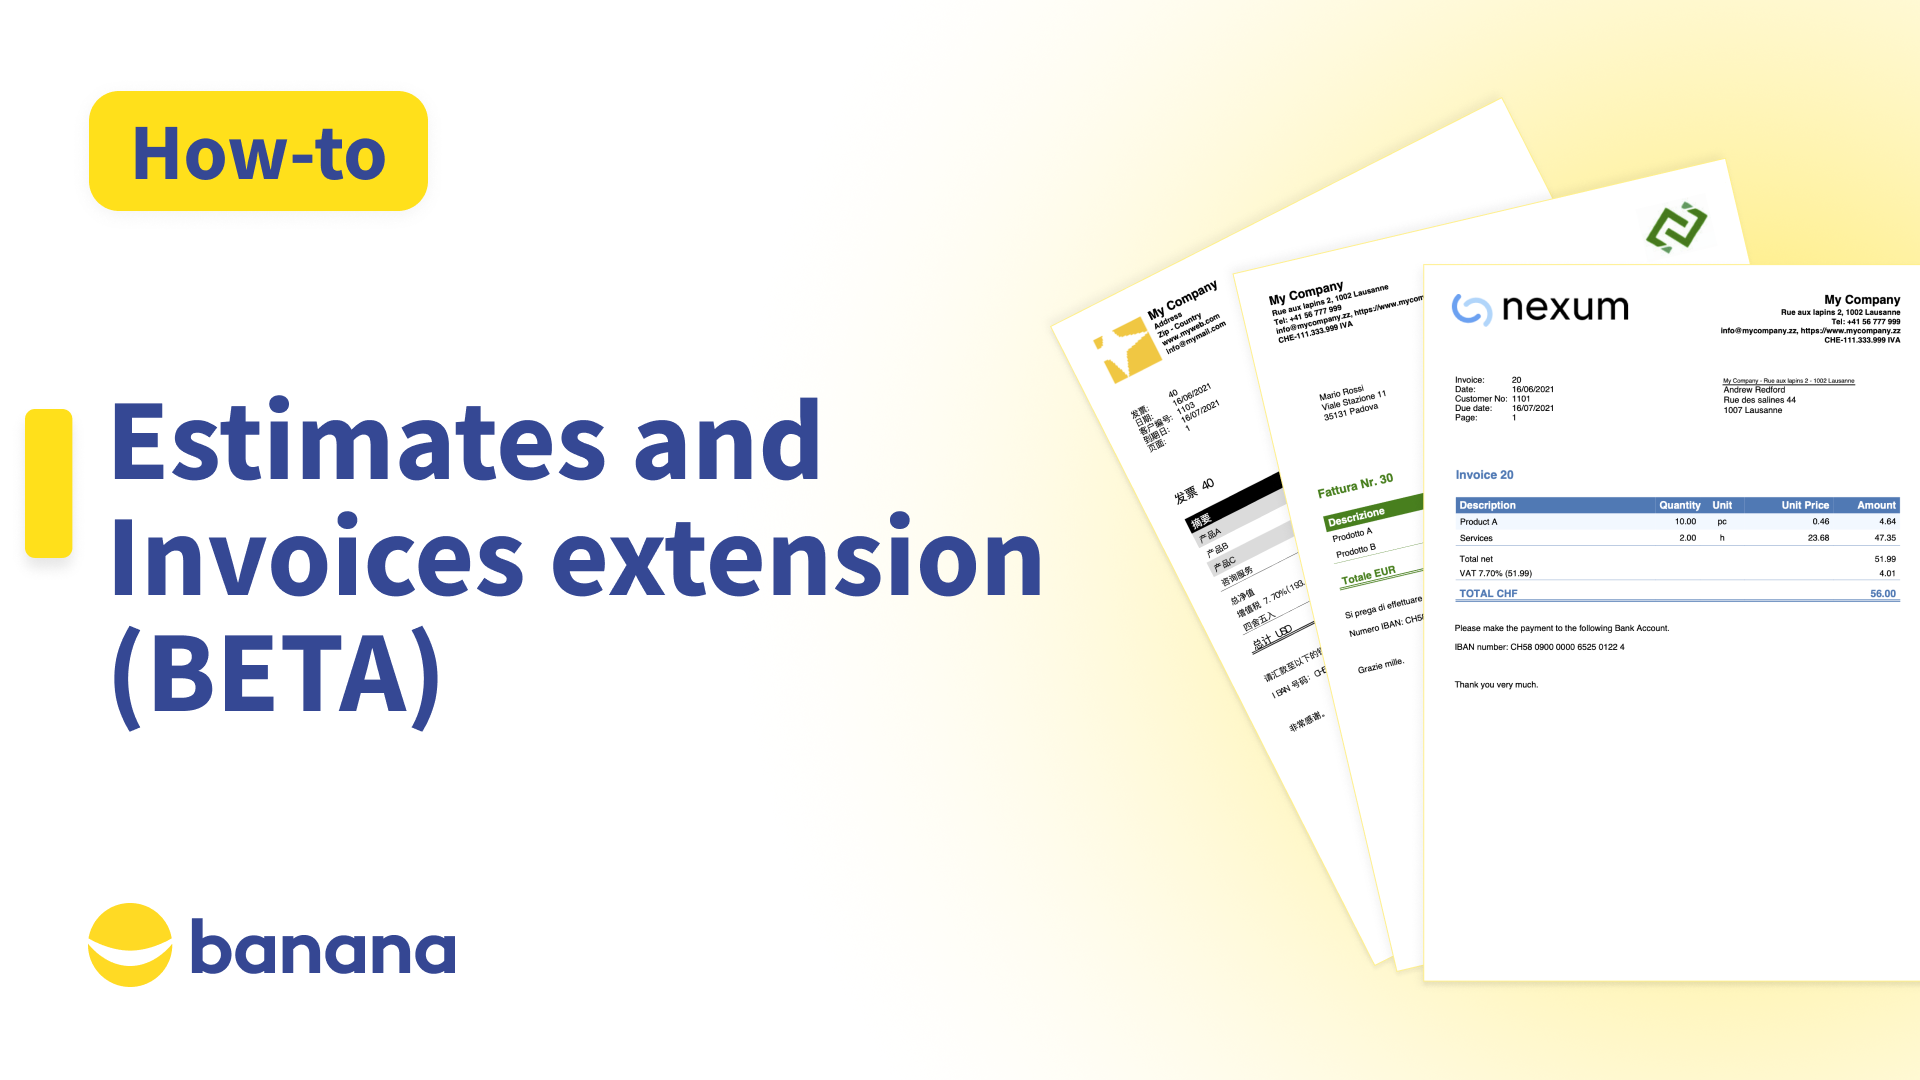 How-to
Estimates and
Invoices extension
(BETA)
banana
My Company
Address
Zip - Country
www.myweb.com
info@mymail.com
发票: 40
日期: 16/06/2021
客户编号: 1103
到期日: 16/07/2021
页面: 1
发票 40
摘要
产品A
产品B
产品C
咨询服务
总净值
增值税 7.70%(193.
四舍五入
总计 USD
请汇款至以下的
IBAN 号码:
非常感谢。
My Company
Rue aux lapins 2, 1002 Lausanne
Tel: +41 56 777 999
info@mycompany.zz, https://www.mycom
CHE-111.333.999 IVA
Mario Rossi
Viale Stazione 11
35131 Padova
Fattura Nr. 30
Descrizione
Prodotto A
Prodotto B
Totale EUR
Si prega di effettuare
Numero IBAN: CH58
Grazie mille.
nexum
My Company
Rue aux lapins 2, 1002 Lausanne
Tel: +41 56 777 999
info@mycompany.zz, https://www.mycompany.zz
CHE-111.333.999 IVA
Invoice: 20
Date: 16/06/2021
Customer No: 1101
Due date: 16/07/2021
Page: 1
My Company - Rue aux lapins 2 - 1002 Lausanne
Andrew Redford
Rue des salines 44
1007 Lausanne
Invoice 20
Description Quantity Unit Unit Price Amount
Product A 10.00 pc 0.46 4.64
Services 2.00 h 23.68 47.35
Total net 51.99
VAT 7.70% (51.99) 4.01
TOTAL CHF 56.00
Please make the payment to the following Bank Account.
IBAN number: CH58 0900 0000 6525 0122 4
Thank you very much.